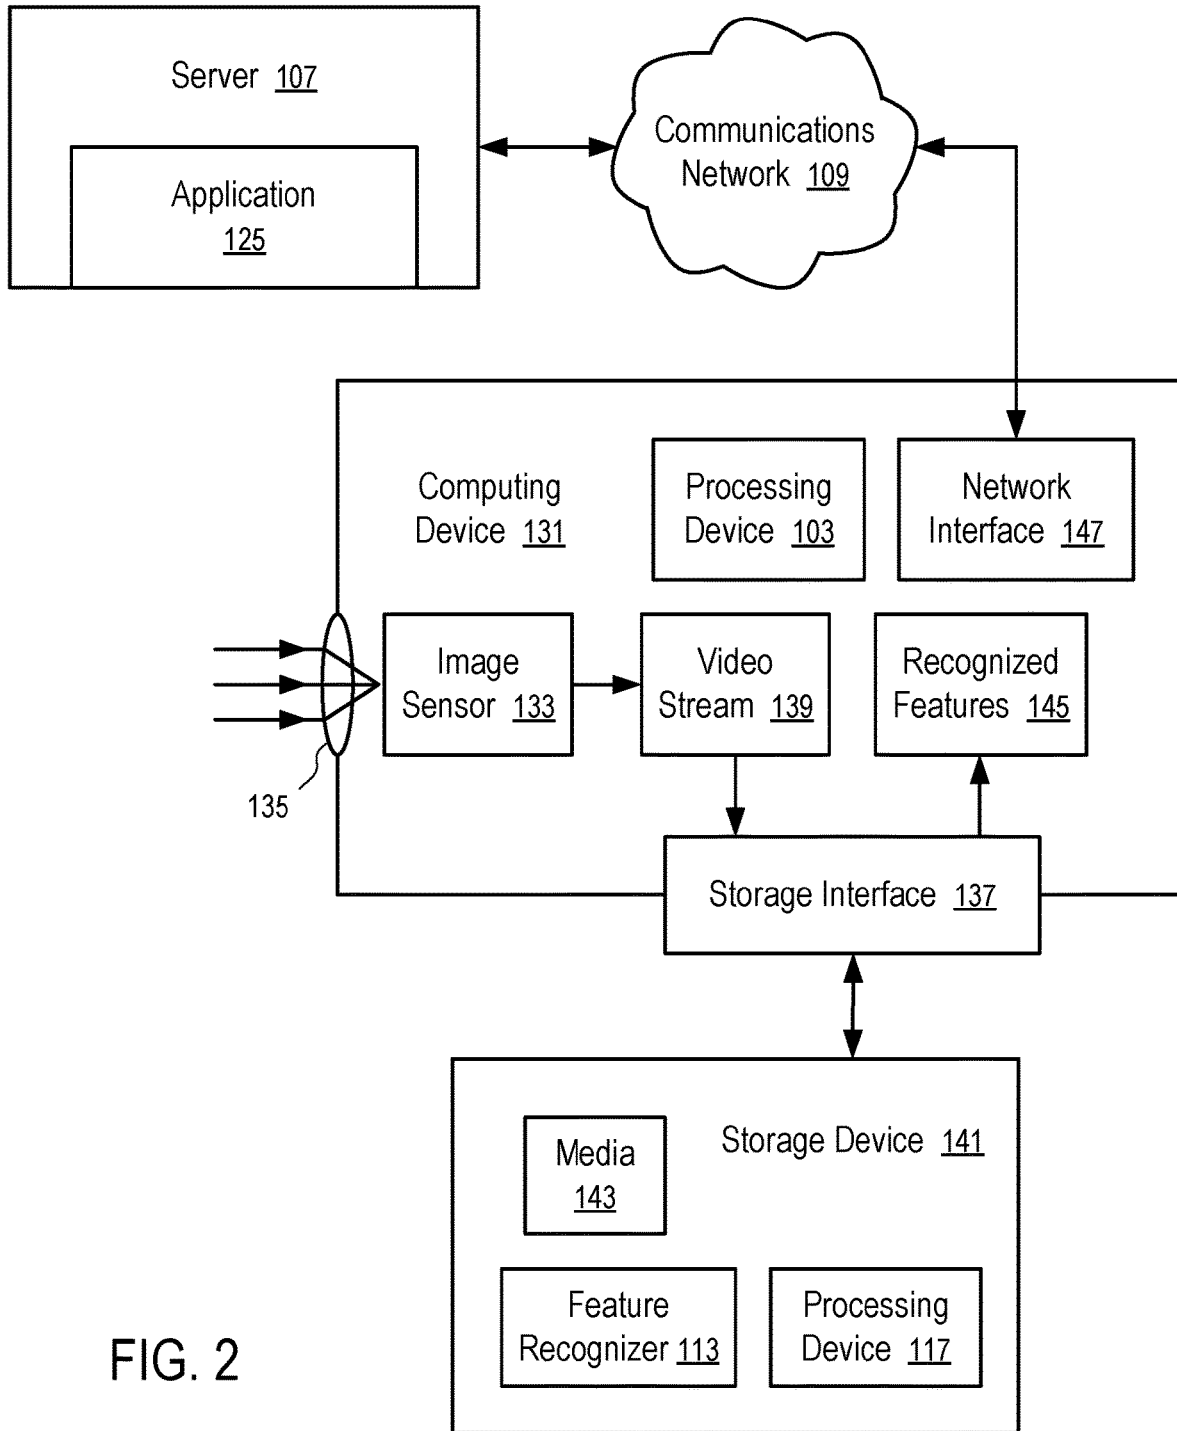 Server 107
Application
125
Communications
Network 109
Computing
Device 131
Processing
Device 103
Network
Interface 147
Image
Sensor 133
Video
Stream 139
Recognized
Features 145
135
Storage Interface 137
Storage Device 141
Media
143
Feature
Recognizer 113
Processing
Device 117
FIG. 2